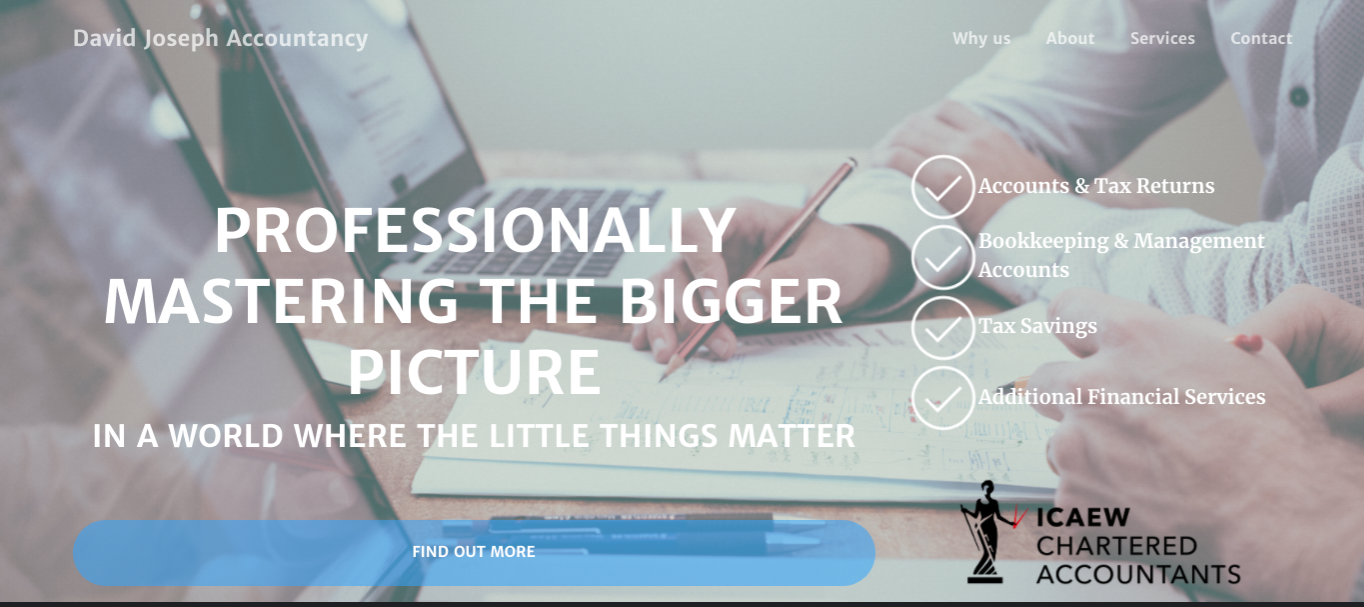 David Joseph Accountancy
Why us
About
Services
Contact
PROFESSIONALLY
MASTERING THE BIGGER
PICTURE
IN A WORLD WHERE THE LITTLE THINGS MATTER
FIND OUT MORE
Accounts & Tax Returns
Bookkeeping & Management
Accounts
Tax Savings
Additional Financial Services
ICAEW
CHARTERED
ACCOUNTANTS